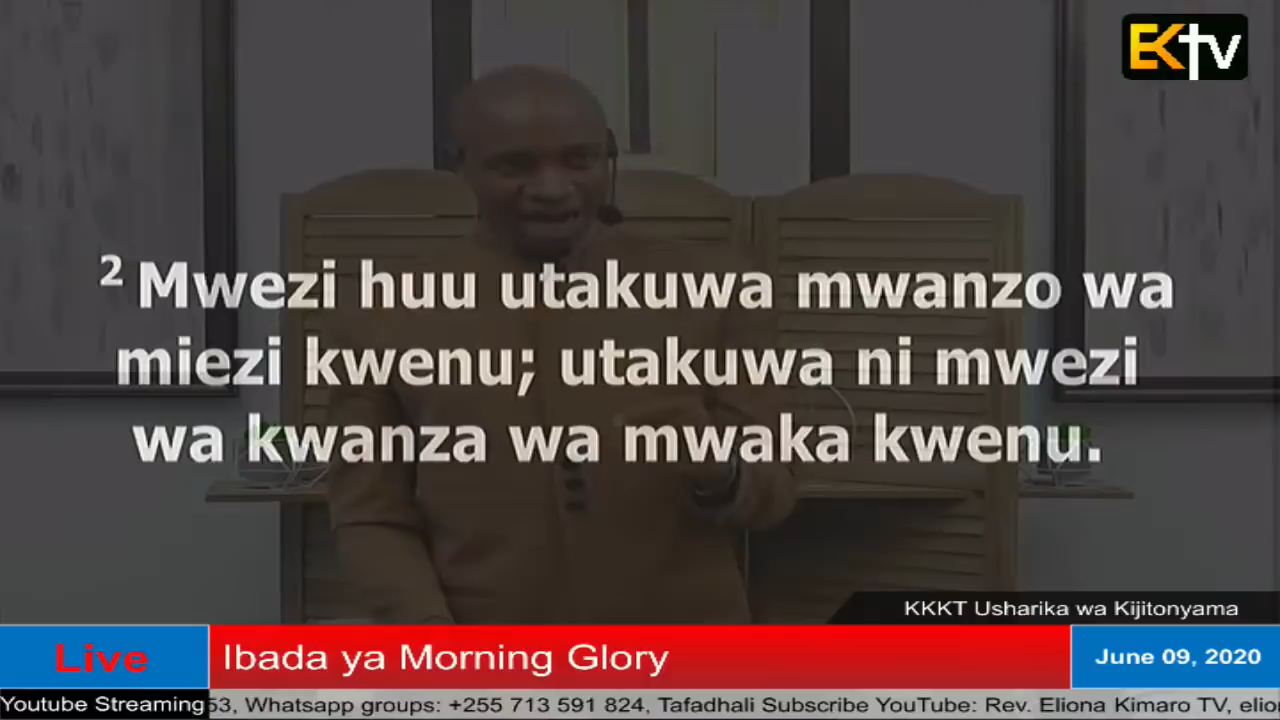 EKTV
2 Mwezi huu utakuwa mwanzo wa
miezi kwenu; utakuwa ni mwezi
wa kwanza wa mwaka kwenu.
KKKT Usharika wa Kijitonyama
Live
Ibada ya Morning Glory
June 09, 2020
Youtube Streaming
53, Whatsapp groups: +255 713 591 824, Tafadhali Subscribe YouTube: Rev. Eliona Kimaro TV, elio